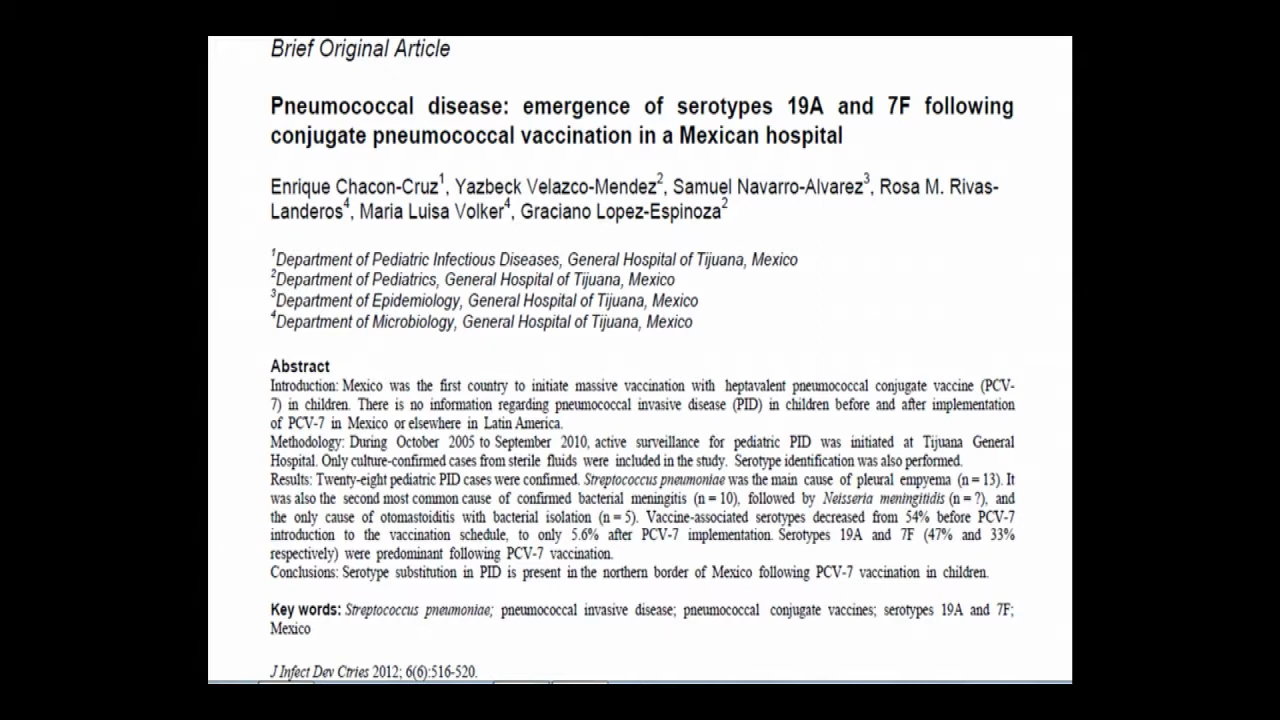 Brief Original Article
Pneumococcal disease: emergence of serotypes 19A and 7F following
conjugate pneumococcal vaccination in a Mexican hospital
Enrique Chacon-Cruz1, Yazbeck Velazco-Mendez2, Samuel Navarro-Alvarez3, Rosa M. Rivas-
Landeros4, Maria Luisa Volker4, Graciano Lopez-Espinoza2
1Department of Pediatric Infectious Diseases, General Hospital of Tijuana, Mexico
2Department of Pediatrics, General Hospital of Tijuana, Mexico
3Department of Epidemiology, General Hospital of Tijuana, Mexico
4Department of Microbiology, General Hospital of Tijuana, Mexico
Abstract
Introduction: Mexico was the first country to initiate massive vaccination with heptavalent pneumococcal conjugate vaccine (PCV-
7) in children. There is no information regarding pneumococcal invasive disease (PID) in children before and after implementation
of PCV-7 in Mexico or elsewhere in Latin America.
Methodology: During October 2005 to September 2010, active surveillance for pediatric PID was initiated at Tijuana General
Hospital. Only culture-confirmed cases from sterile fluids were included in the study. Serotype identification was also performed.
Results: Twenty-eight pediatric PID cases were confirmed. Streptococcus pneumoniae was the main cause of pleural empyema (n = 13). It
was also the second most common cause of confirmed bacterial meningitis (n = 10), followed by Neisseria meningitidis (n = ?), and
the only cause of otomastoiditis with bacterial isolation (n = 5). Vaccine-associated serotypes decreased from 54% before PCV-7
introduction to the vaccination schedule, to only 5.6% after PCV-7 implementation. Serotypes 19A and 7F (47% and 33%
respectively) were predominant following PCV-7 vaccination.
Conclusions: Serotype substitution in PID is present in the northern border of Mexico following PCV-7 vaccination in children.
Key words: Streptococcus pneumoniae; pneumococcal invasive disease; pneumococcal conjugate vaccines; serotypes 19A and 7F;
Mexico
J Infect Dev Ctries 2012; 6(6):516-520.